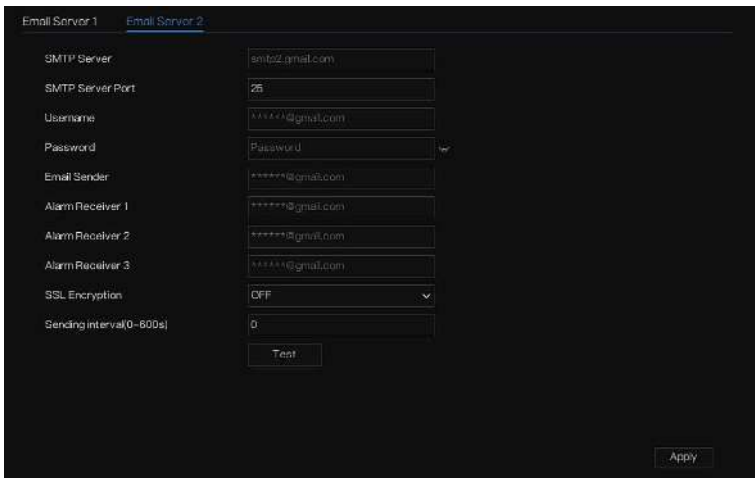 Email Server 1 Email Server 2
SMTP Server smtp2.gmail.com
SMTP Server Port 25
Username ******@gmail.com
Password Password
Email Sender ******@gmail.com
Alarm Receiver 1 ******@gmail.com
Alarm Receiver 2 ******@gmail.com
Alarm Receiver 3 ******@gmail.com
SSL Encryption OFF
Sending interval(0~600s) 0
Test
Apply